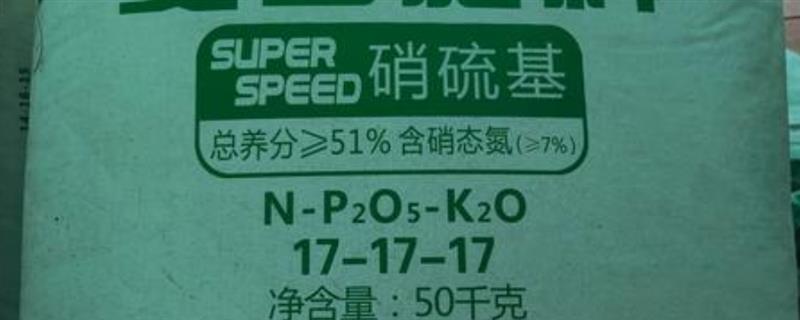 SUPER SPEED 硝硫基
总养分≥51% 含硝态氮(≥7%)
N-P₂O₅-K₂O
17-17-17
净含量：50千克